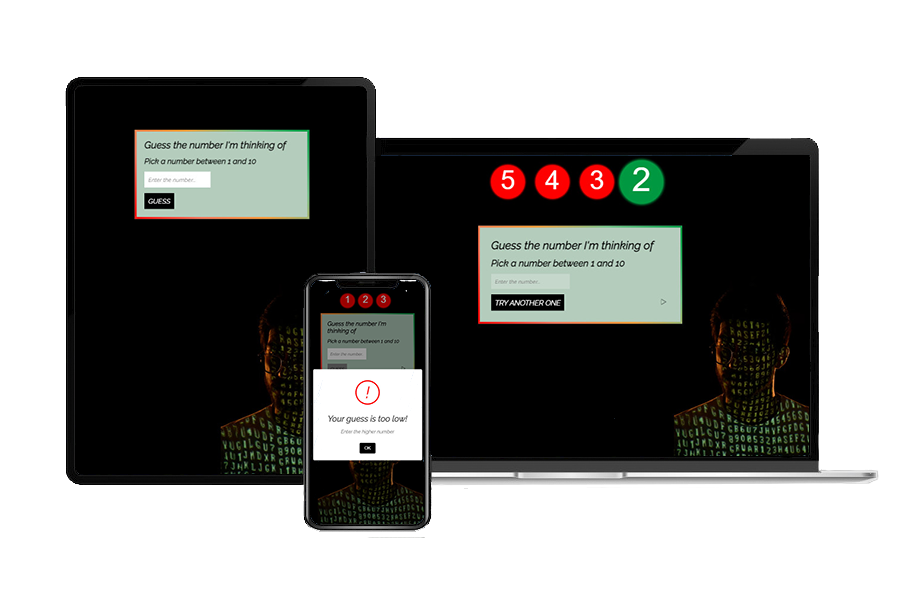 Guess the number I'm thinking of
Pick a number between 1 and 10
Enter the number...
GUESS
1 2 3
Guess the number I'm
thinking of
Pick a number between 1 and 10
Enter the number...
!
Your guess is too low!
Enter the higher number
OK
5 4 3 2
Guess the number I'm thinking of
Pick a number between 1 and 10
Enter the number...
TRY ANOTHER ONE